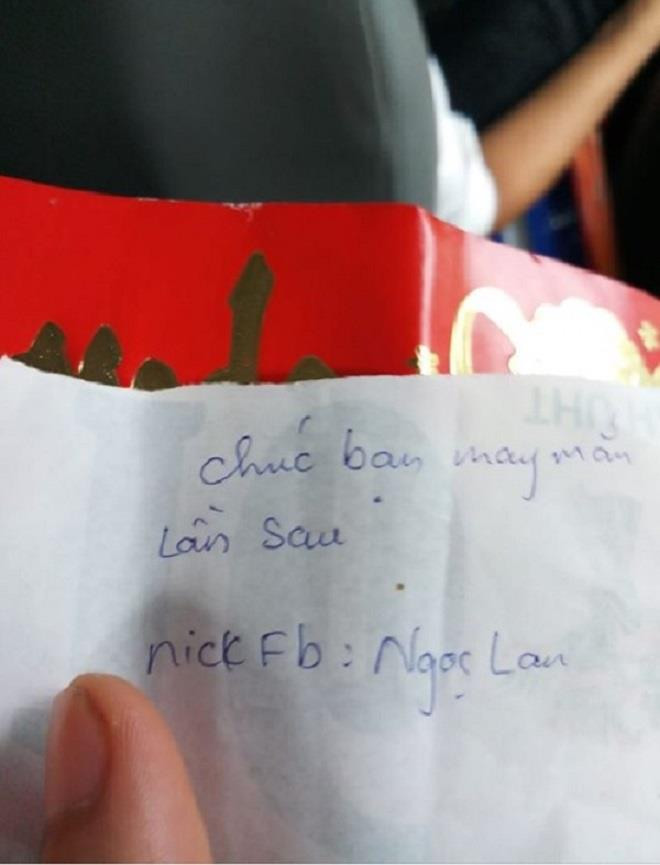 chúc bạn may mắn
Lần sau
nick Fb : Ngọc Lan